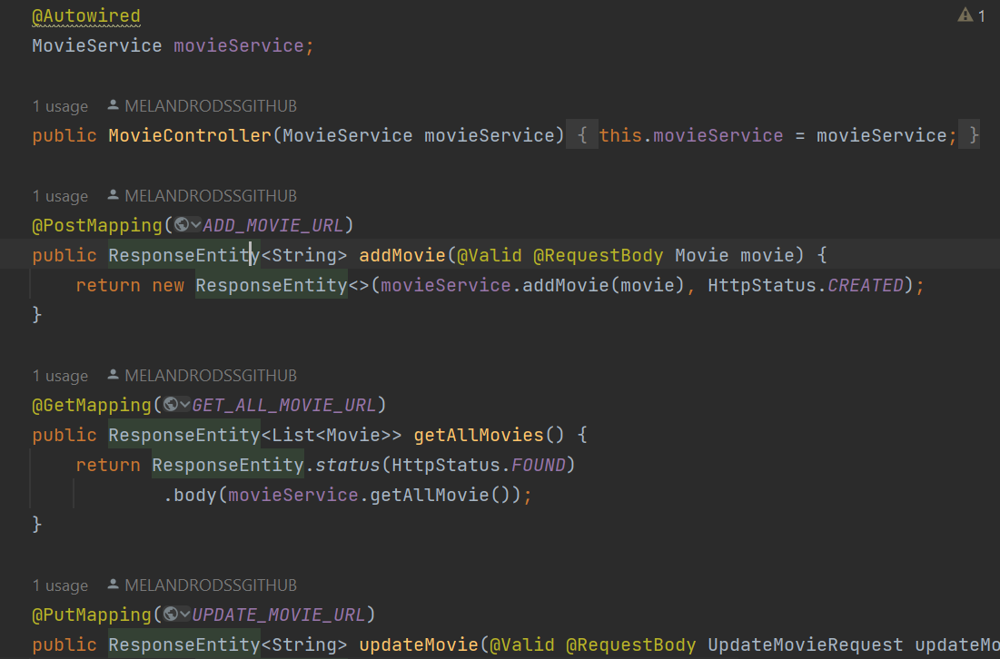 @Autowired
1
MovieService movieService;
1 usage MELANDRODSSGITHUB
public MovieController(MovieService movieService) { this.movieService = movieService; }
1 usage MELANDRODSSGITHUB
@PostMapping(ADD_MOVIE_URL)
public ResponseEntity<String> addMovie(@Valid @RequestBody Movie movie) {
return new ResponseEntity<>(movieService.addMovie(movie), HttpStatus.CREATED);
}
1 usage MELANDRODSSGITHUB
@GetMapping(GET_ALL_MOVIE_URL)
public ResponseEntity<List<Movie>> getAllMovies() {
return ResponseEntity.status(HttpStatus.FOUND)
.body(movieService.getAllMovie());
}
1 usage MELANDRODSSGITHUB
@PutMapping(UPDATE_MOVIE_URL)
public ResponseEntity<String> updateMovie(@Valid @RequestBody UpdateMovieRequest updateMo